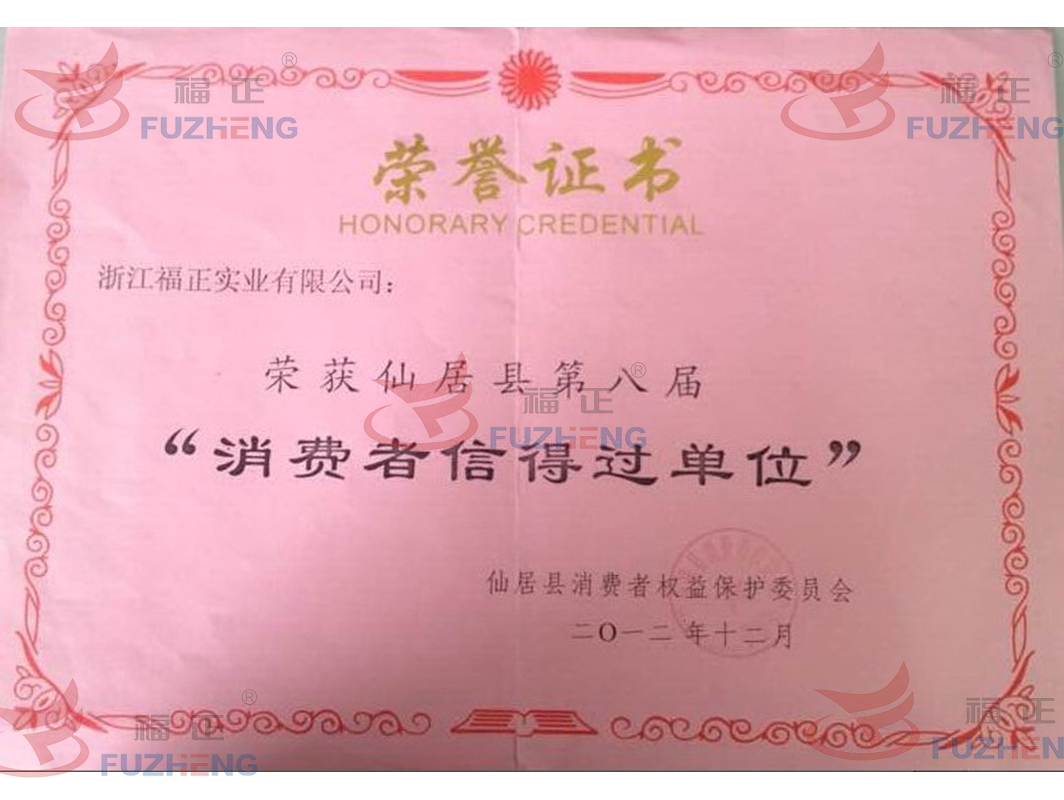 福正®
FUZHENG
福正
FUZHENG
荣誉证书
HONORARY CREDENTIAL
浙江福正实业有限公司：
荣获仙居县第八届
福正®
FUZHENG
“消费者信得过单位”
仙居县消费者权益保护委员会
二O一二年十二月
福正®
FUZHENG
福正
FUZHENG